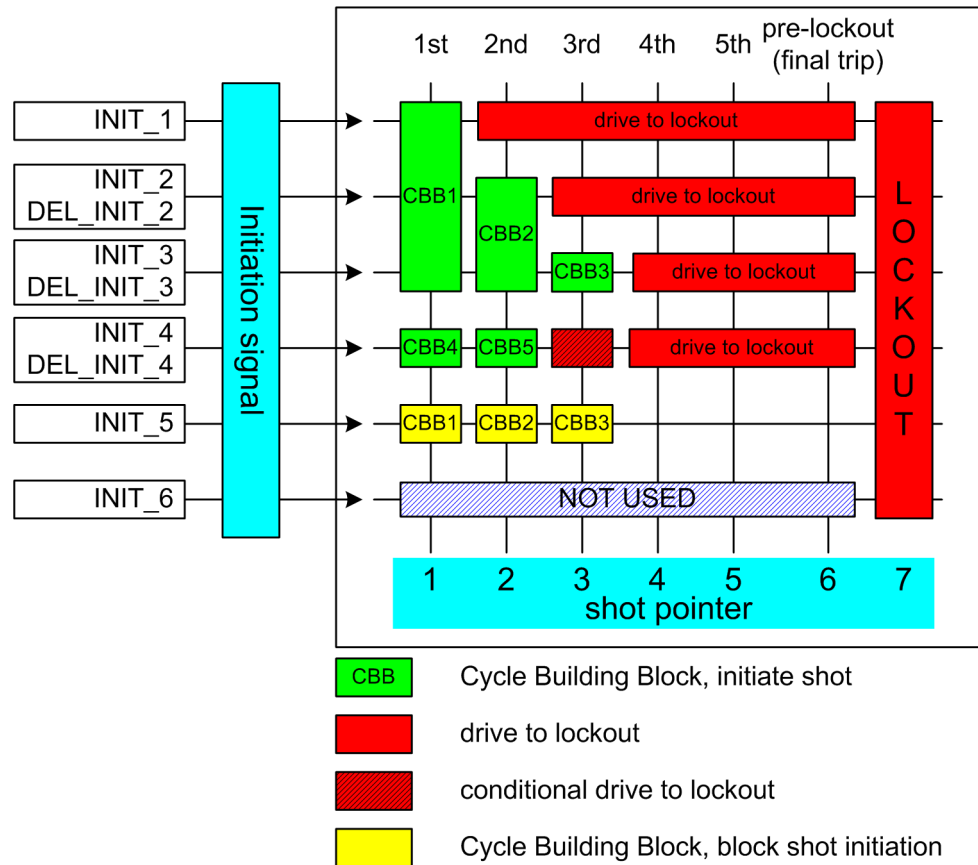 1st 2nd 3rd 4th 5th pre-lockout
(final trip)
INIT_1
drive to lockout
INIT_2
DEL_INIT_2
CBB1
drive to lockout
CBB2
INIT_3
DEL_INIT_3
CBB3
drive to lockout
INIT_4
DEL_INIT_4
CBB4 CBB5
drive to lockout
INIT_5
CBB1 CBB2 CBB3
INIT_6
NOT USED
Initiation signal
LOCKOUT
1 2 3 4 5 6 7
shot pointer
CBB Cycle Building Block, initiate shot
drive to lockout
conditional drive to lockout
Cycle Building Block, block shot initiation